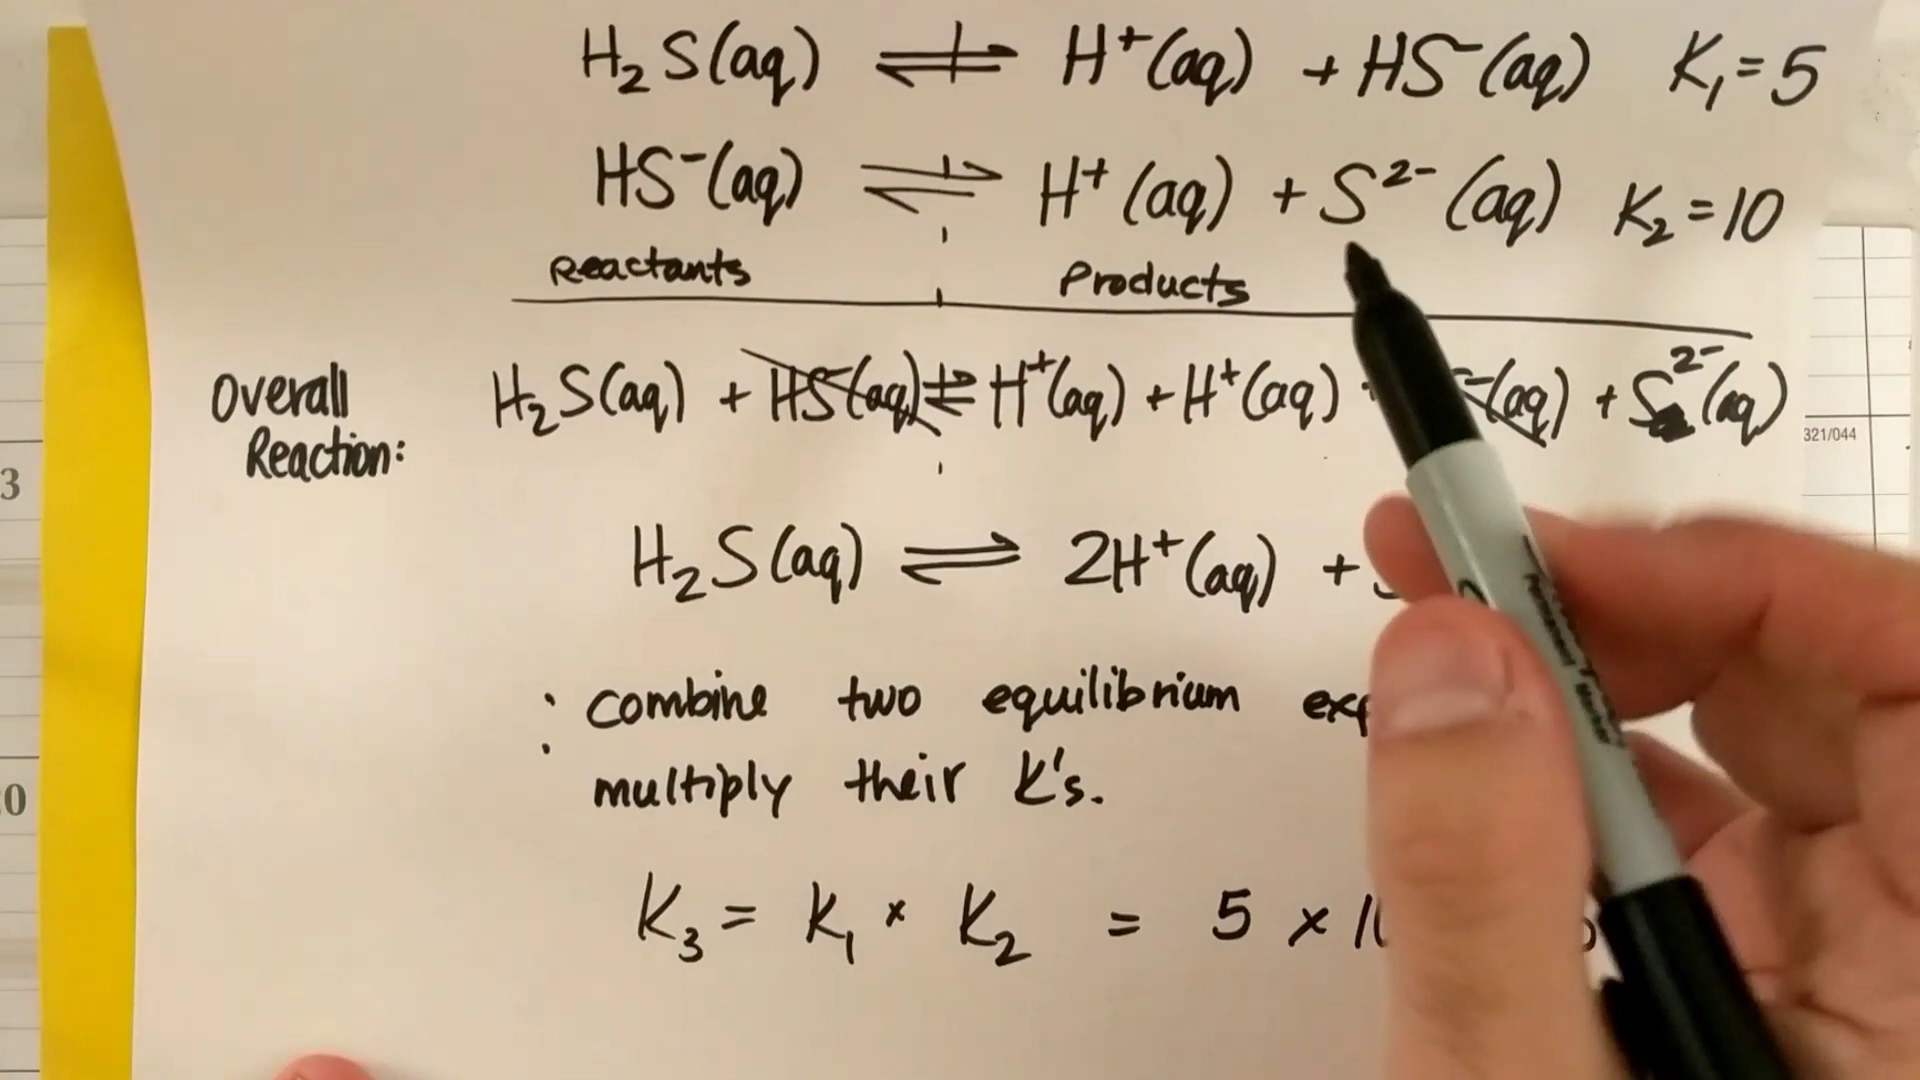 H₂S(aq) ⇌ H⁺(aq) + HS⁻(aq) K₁=5
HS⁻(aq) ⇌ H⁺(aq) + S²⁻(aq) K₂=10
Reactants Products
Overall
Reaction:
H₂S(aq) + HS⁻(aq) ⇌ H⁺(aq) + H⁺(aq) ⁻(aq) + S²⁻(aq)
321/044
3
H₂S(aq) ⇌ 2H⁺(aq) +
: combine two equilibrium
multiply their K's.
K₃ = K₁ × K₂ = 5 ×